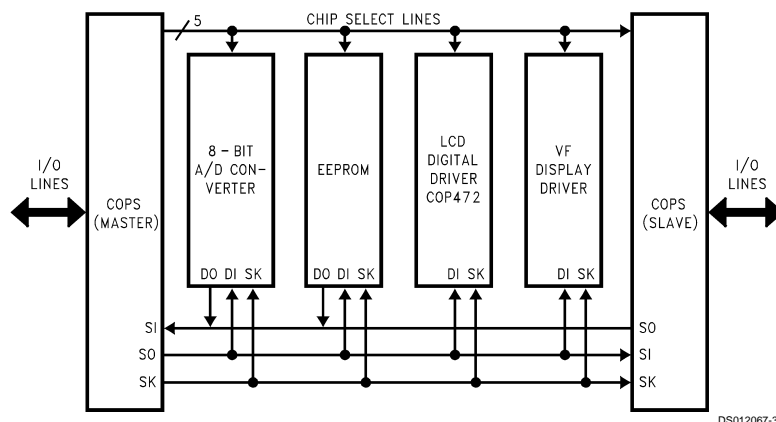 5
CHIP SELECT LINES
I/O
LINES
COPS
(MASTER)
8 – BIT
A/D CON-
VERTER
DO DI SK
EEPROM
DO DI SK
LCD
DIGITAL
DRIVER
COP472
DI SK
VF
DISPLAY
DRIVER
DI SK
COPS
(SLAVE)
I/O
LINES
SI
SO
SK
SO
SI
SK
DS012067-3